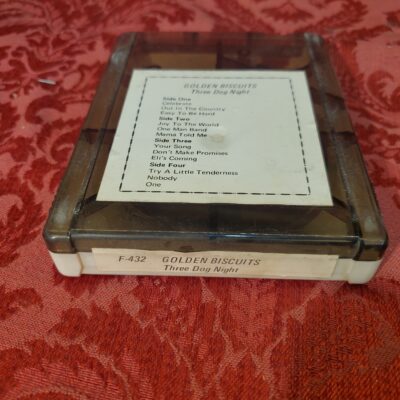 GOLDEN BISCUITS
Three Dog Night
Side One
Celebrate
Out In The Country
Easy To Be Hard
Side Two
Joy To The World
One Man Band
Mama Told Me
Side Three
Your Song
Don't Make Promises
Eli's Coming
Side Four
Try A Little Tenderness
Nobody
One
F-432 GOLDEN BISCUITS
Three Dog Night